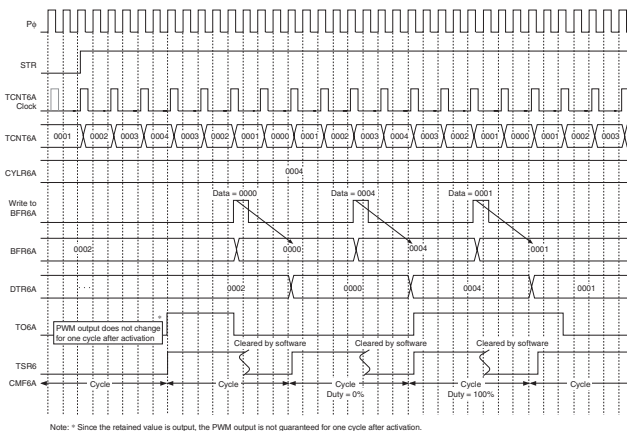 Pϕ
STR
TCNT6A
Clock
TCNT6A
0001 0002 0003 0004 0003 0002 0001 0000 0001 0002 0003 0004 0003 0002 0001 0000 0001 0002 0003
CYLR6A
0004
Write to
BFR6A
Data = 0000
Data = 0004
Data = 0001
BFR6A
0002
0000
0004
0001
DTR6A
. . .
0002
0000
0004
0001
TO6A
*
PWM output does not change
for one cycle after activation
Cleared by software
Cleared by software
Cleared by software
TSR6
CMF6A
Cycle
Cycle
Cycle
Duty = 0%
Cycle
Duty = 100%
Cycle
Note: * Since the retained value is output, the PWM output is not guaranteed for one cycle after activation.